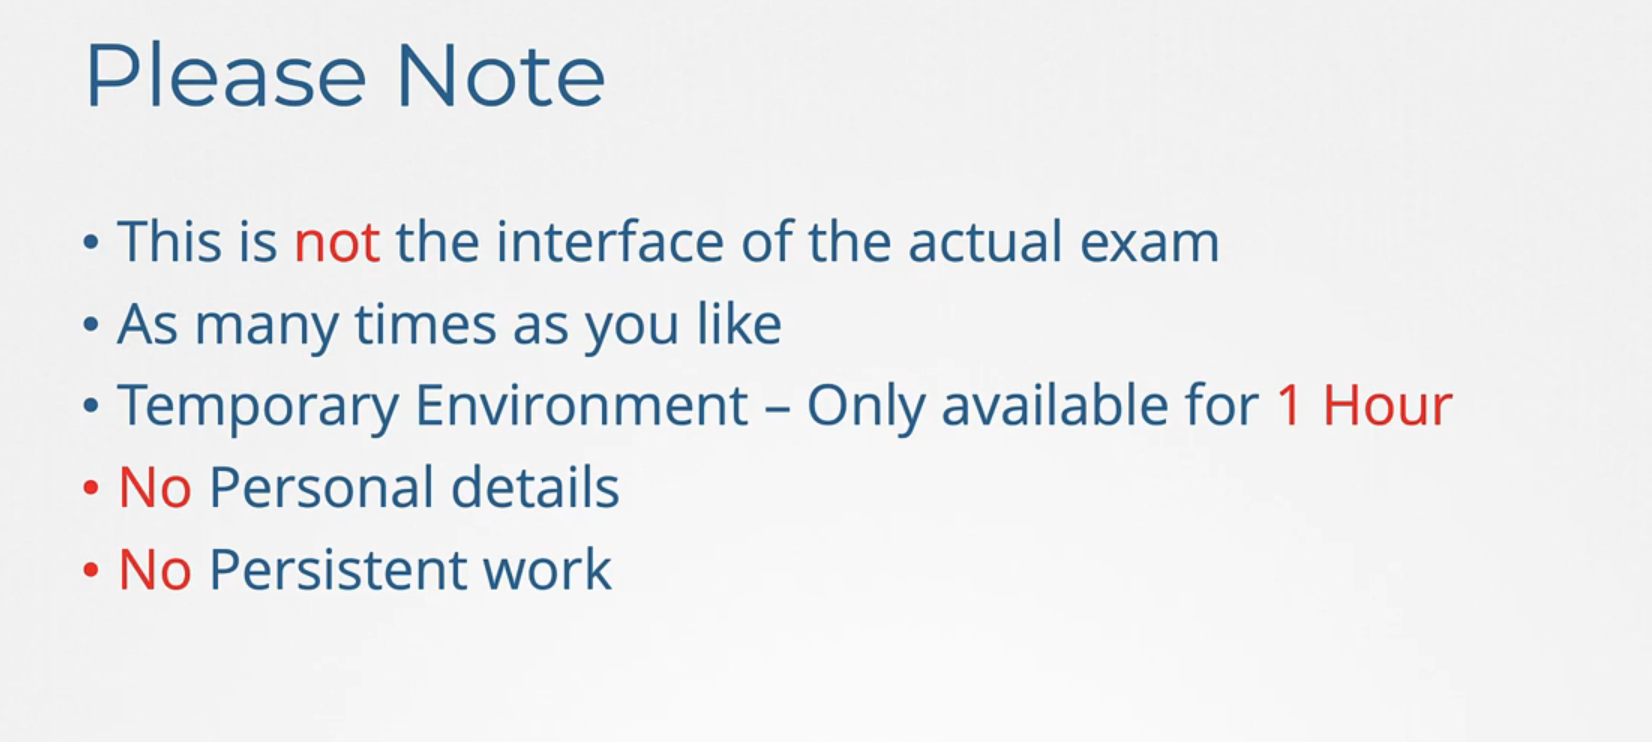 Please Note
• This is not the interface of the actual exam
• As many times as you like
• Temporary Environment – Only available for 1 Hour
• No Personal details
• No Persistent work